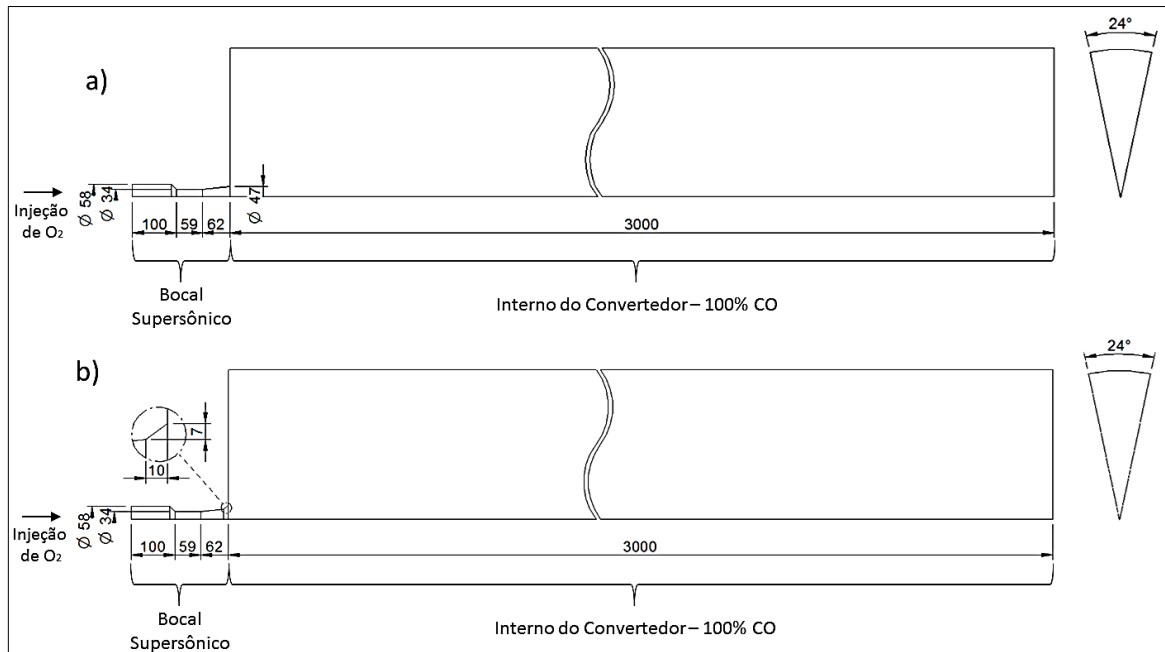 a)
24°
Ø 58
Ø 34
Ø 47
Injeção
de O₂
100
59
62
3000
Bocal
Supersônico
Interno do Convertedor – 100% CO
b)
24°
7
10
Ø 58
Ø 34
Injeção
de O₂
100
59
62
3000
Bocal
Supersônico
Interno do Convertedor – 100% CO